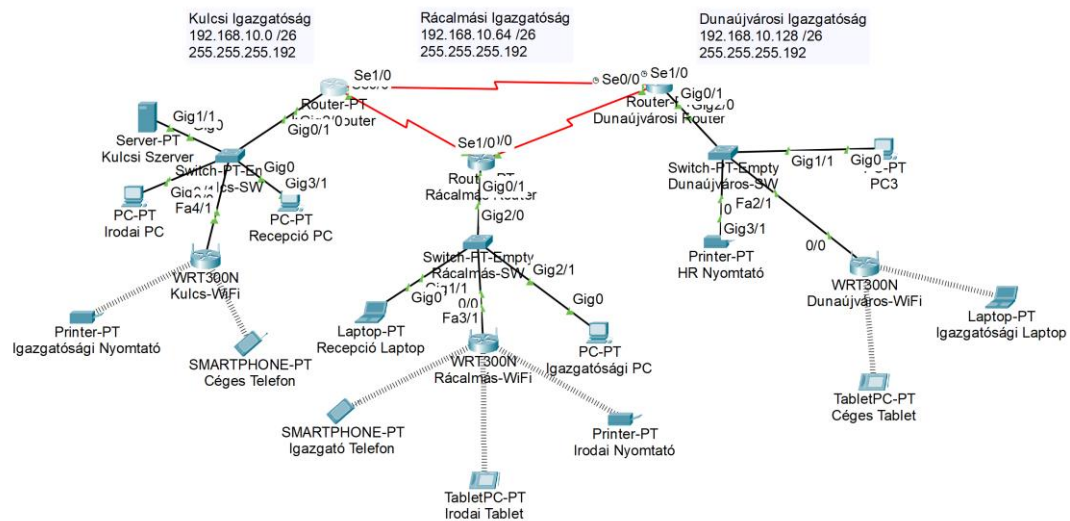 Kulcsi Igazgatóság
192.168.10.0 /26
255.255.255.192
Rácalmási Igazgatóság
192.168.10.64 /26
255.255.255.192
Dunaújvárosi Igazgatóság
192.168.10.128 /26
255.255.255.192
Se1/0
Router-PT
Gig0/1
Gig1/1
Server-PT
Kulcsi Szerver
Gig0
Gig3/1
PC-PT
Irodai PC
Fa4/1
PC-PT
Recepció PC
WRT300N
Kulcs-WiFi
Printer-PT
Igazgatósági Nyomtató
SMARTPHONE-PT
Céges Telefon
Se1/0
Gig0/1
Gig2/0
Switch-PT-Empty
Rácalmás-SW
Gig0
Gig2/1
Gig0
Fa3/1
Laptop-PT
Recepció Laptop
WRT300N
Rácalmás-WiFi
PC-PT
Igazgatósági PC
SMARTPHONE-PT
Igazgató Telefon
TabletPC-PT
Irodai Tablet
Printer-PT
Irodai Nyomtató
Se0/0
Se1/0
Gig0/1
Dunaújvárosi Router
Switch-PT-Empty
Dunaújváros-SW
Gig1/1
Gig0
PC3
Fa2/1
Gig3/1
Printer-PT
HR Nyomtató
0/0
WRT300N
Dunaújváros-WiFi
Laptop-PT
Igazgatósági Laptop
TabletPC-PT
Céges Tablet